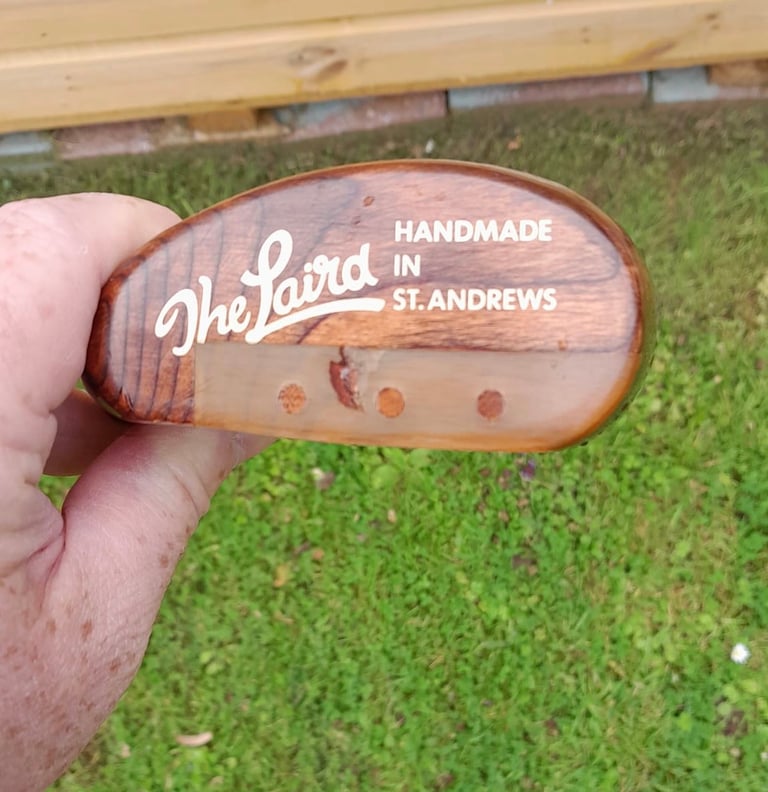 The Laird
HANDMADE
IN
ST. ANDREWS